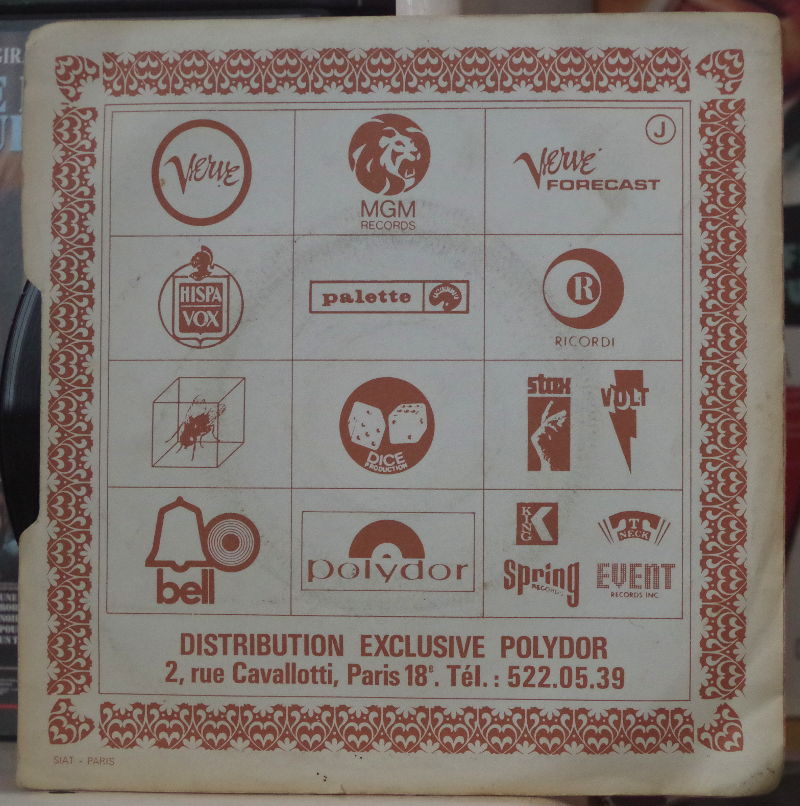 Verve
MGM
RECORDS
Verve
FORECAST
J
HISPA
VOX
palette
R
RICORDI
DICE
PRODUCTION
stax
VOLT
bell
polydor
KING
K
T
NECK
Spring
RECORDS
EVENT
RECORDS INC
DISTRIBUTION EXCLUSIVE POLYDOR
2, rue Cavallotti, Paris 18e. Tél. : 522.05.39
SIAT - PARIS